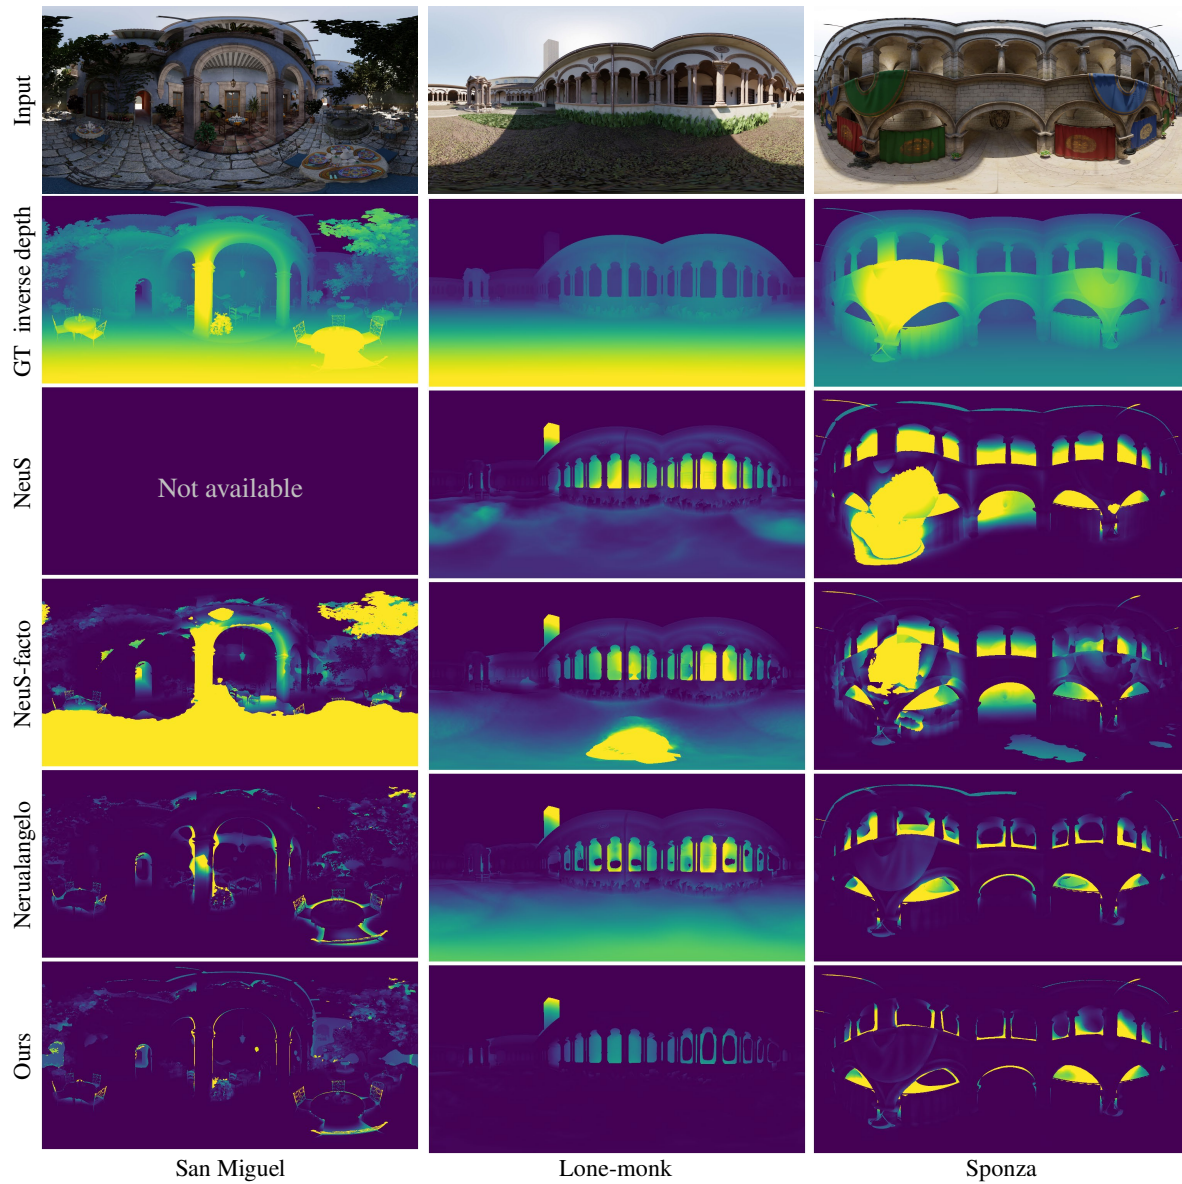 Input
GT inverse depth
NeuS
Not available
NeuS-facto
Nerualangelo
Ours
San Miguel
Lone-monk
Sponza